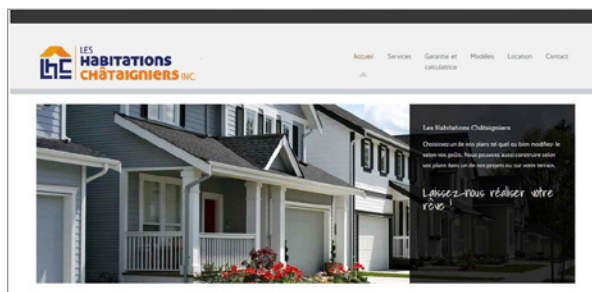 LES
HABITATIONS
CHÂTAIGNIERS INC.
Accueil Services Garantie et calculatrice Modèles Location Contact
Les Habitations Châtaigniers
Choisissez un de nos plans tel quel ou bien modifiez-le
selon vos goûts. Nous pouvons aussi construire selon
vos plans dans un de nos projets ou sur votre terrain.
Laissez-nous réaliser votre
rêve !